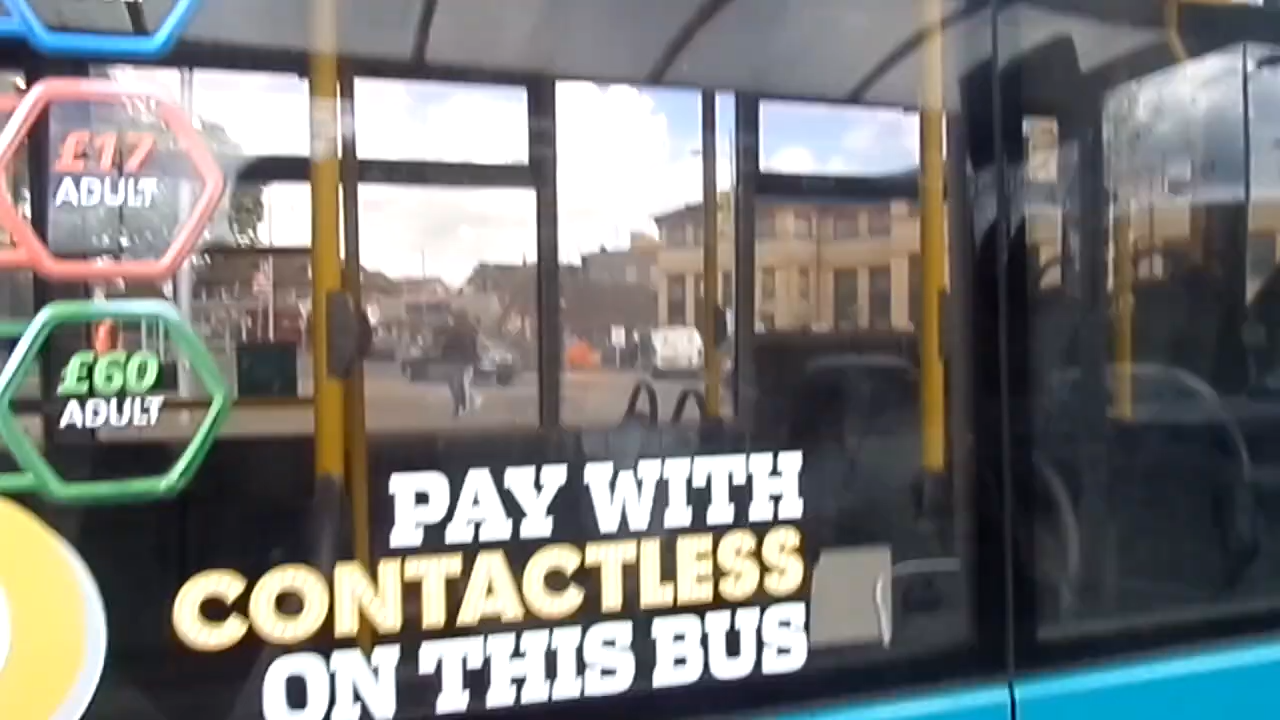 £17
ADULT
£60
ADULT
PAY WITH
CONTACTLESS
ON THIS BUS